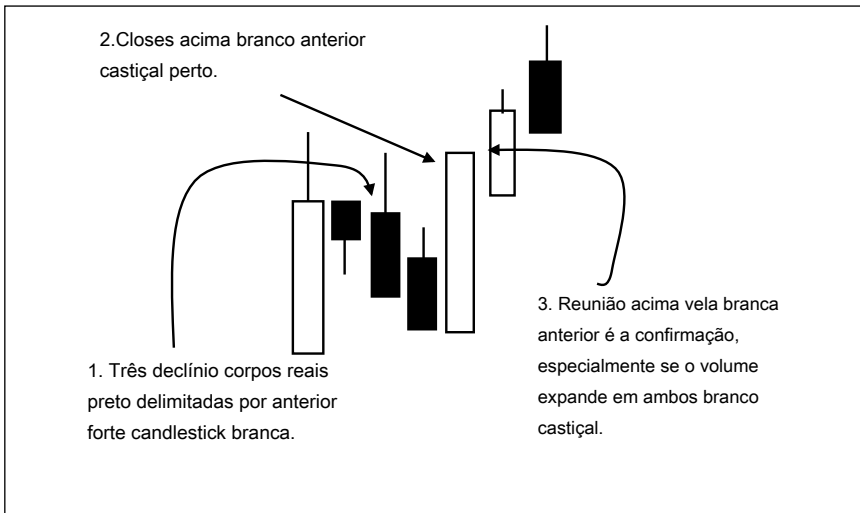 2.Closes acima branco anterior
castiçal perto.
1. Três declínio corpos reais
preto delimitadas por anterior
forte candlestick branca.
3. Reunião acima vela branca
anterior é a confirmação,
especialmente se o volume
expande em ambos branco
castiçal.